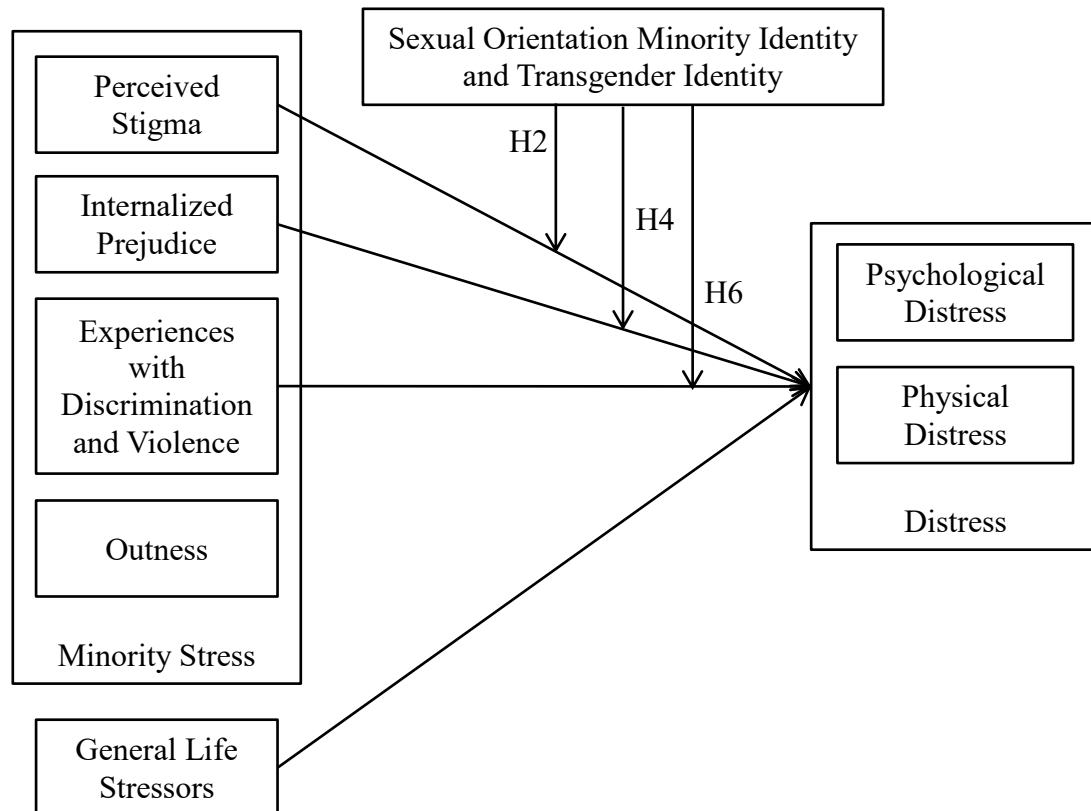 Sexual Orientation Minority Identity
and Transgender Identity
Perceived
Stigma
H2
Internalized
Prejudice
H4
H6
Experiences
with
Discrimination
and Violence
Outness
Minority Stress
General Life
Stressors
Psychological
Distress
Physical
Distress
Distress